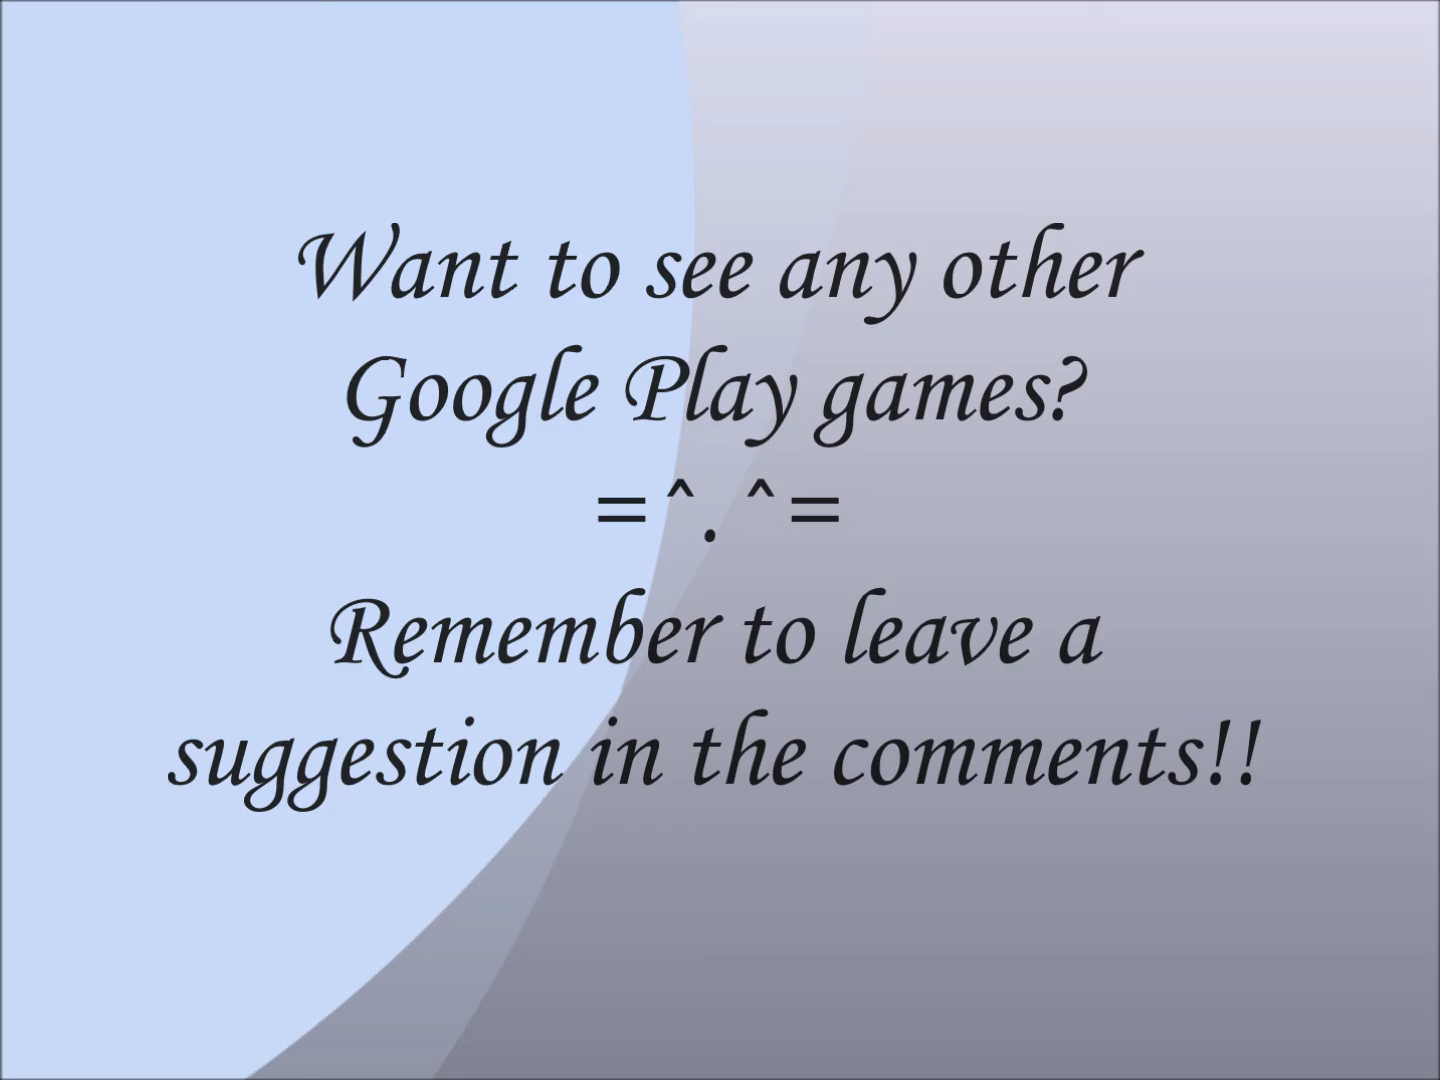 Want to see any other
Google Play games?
=^.^=
Remember to leave a
suggestion in the comments!!